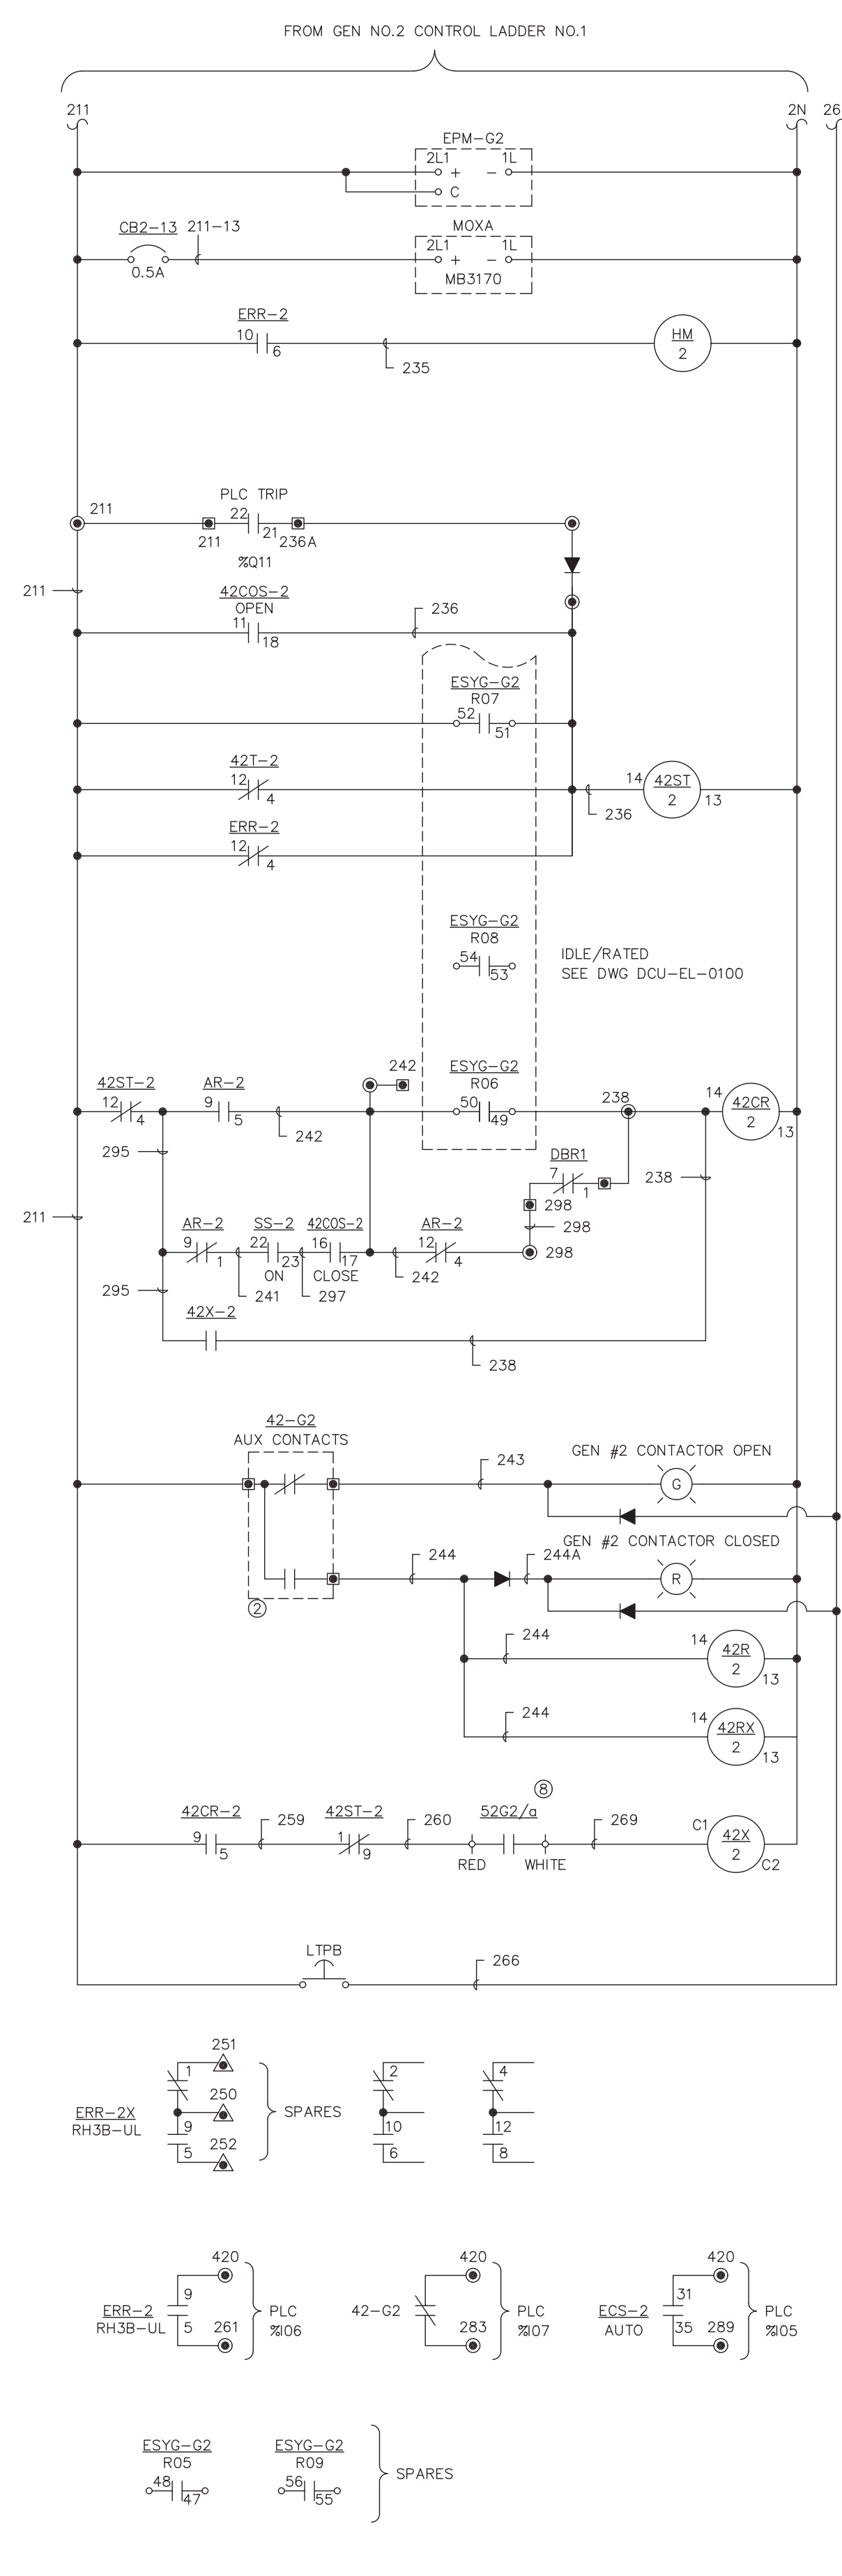 FROM GEN NO.2 CONTROL LADDER NO.1
211
2N
26
EPM-G2
2L1
1L
+
-
C
CB2-13
211-13
0.5A
MOXA
2L1
1L
+
-
MB3170
ERR-2
10
6
235
HM
2
PLC TRIP
211
22
21
211
236A
%Q11
211
42COS-2
OPEN
11
18
236
ESYG-G2
R07
52
51
42T-2
12
4
14
42ST
2
13
236
ERR-2
12
4
ESYG-G2
R08
54
53
IDLE/RATED
SEE DWG DCU-EL-0100
242
ESYG-G2
R06
50
49
42ST-2
12
4
AR-2
9
5
242
238
14
42CR
2
13
295
DBR1
7
1
238
298
298
298
211
AR-2
9
1
SS-2
22
23
ON
42COS-2
16
17
CLOSE
AR-2
12
4
242
241
297
295
42X-2
238
42-G2
AUX CONTACTS
243
GEN #2 CONTACTOR OPEN
G
GEN #2 CONTACTOR CLOSED
244
244A
R
2
244
14
42R
2
13
244
14
42RX
2
13
8
42CR-2
9
5
259
42ST-2
1
9
260
52G2/a
RED
WHITE
269
C1
42X
2
C2
LTPB
266
251
1
250
ERR-2X
RH3B-UL
9
5
252
SPARES
2
10
6
4
12
8
420
9
ERR-2
RH3B-UL
5
261
PLC
%I06
420
42-G2
283
PLC
%I07
420
31
ECS-2
AUTO
35
289
PLC
%I05
ESYG-G2
R05
48
47
ESYG-G2
R09
56
55
SPARES